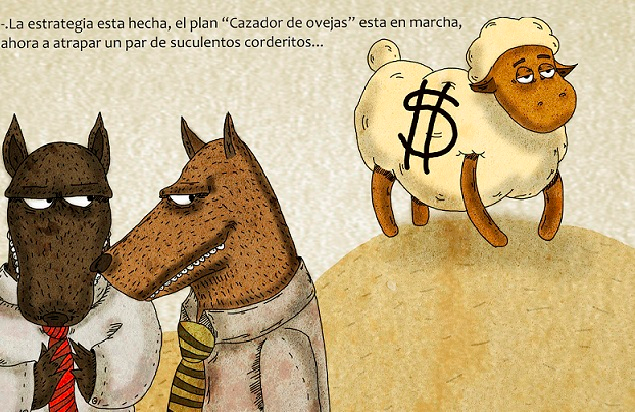 -.La estrategia esta hecha, el plan “Cazador de ovejas” esta en marcha,
ahora a atrapar un par de suculentos corderitos...
$